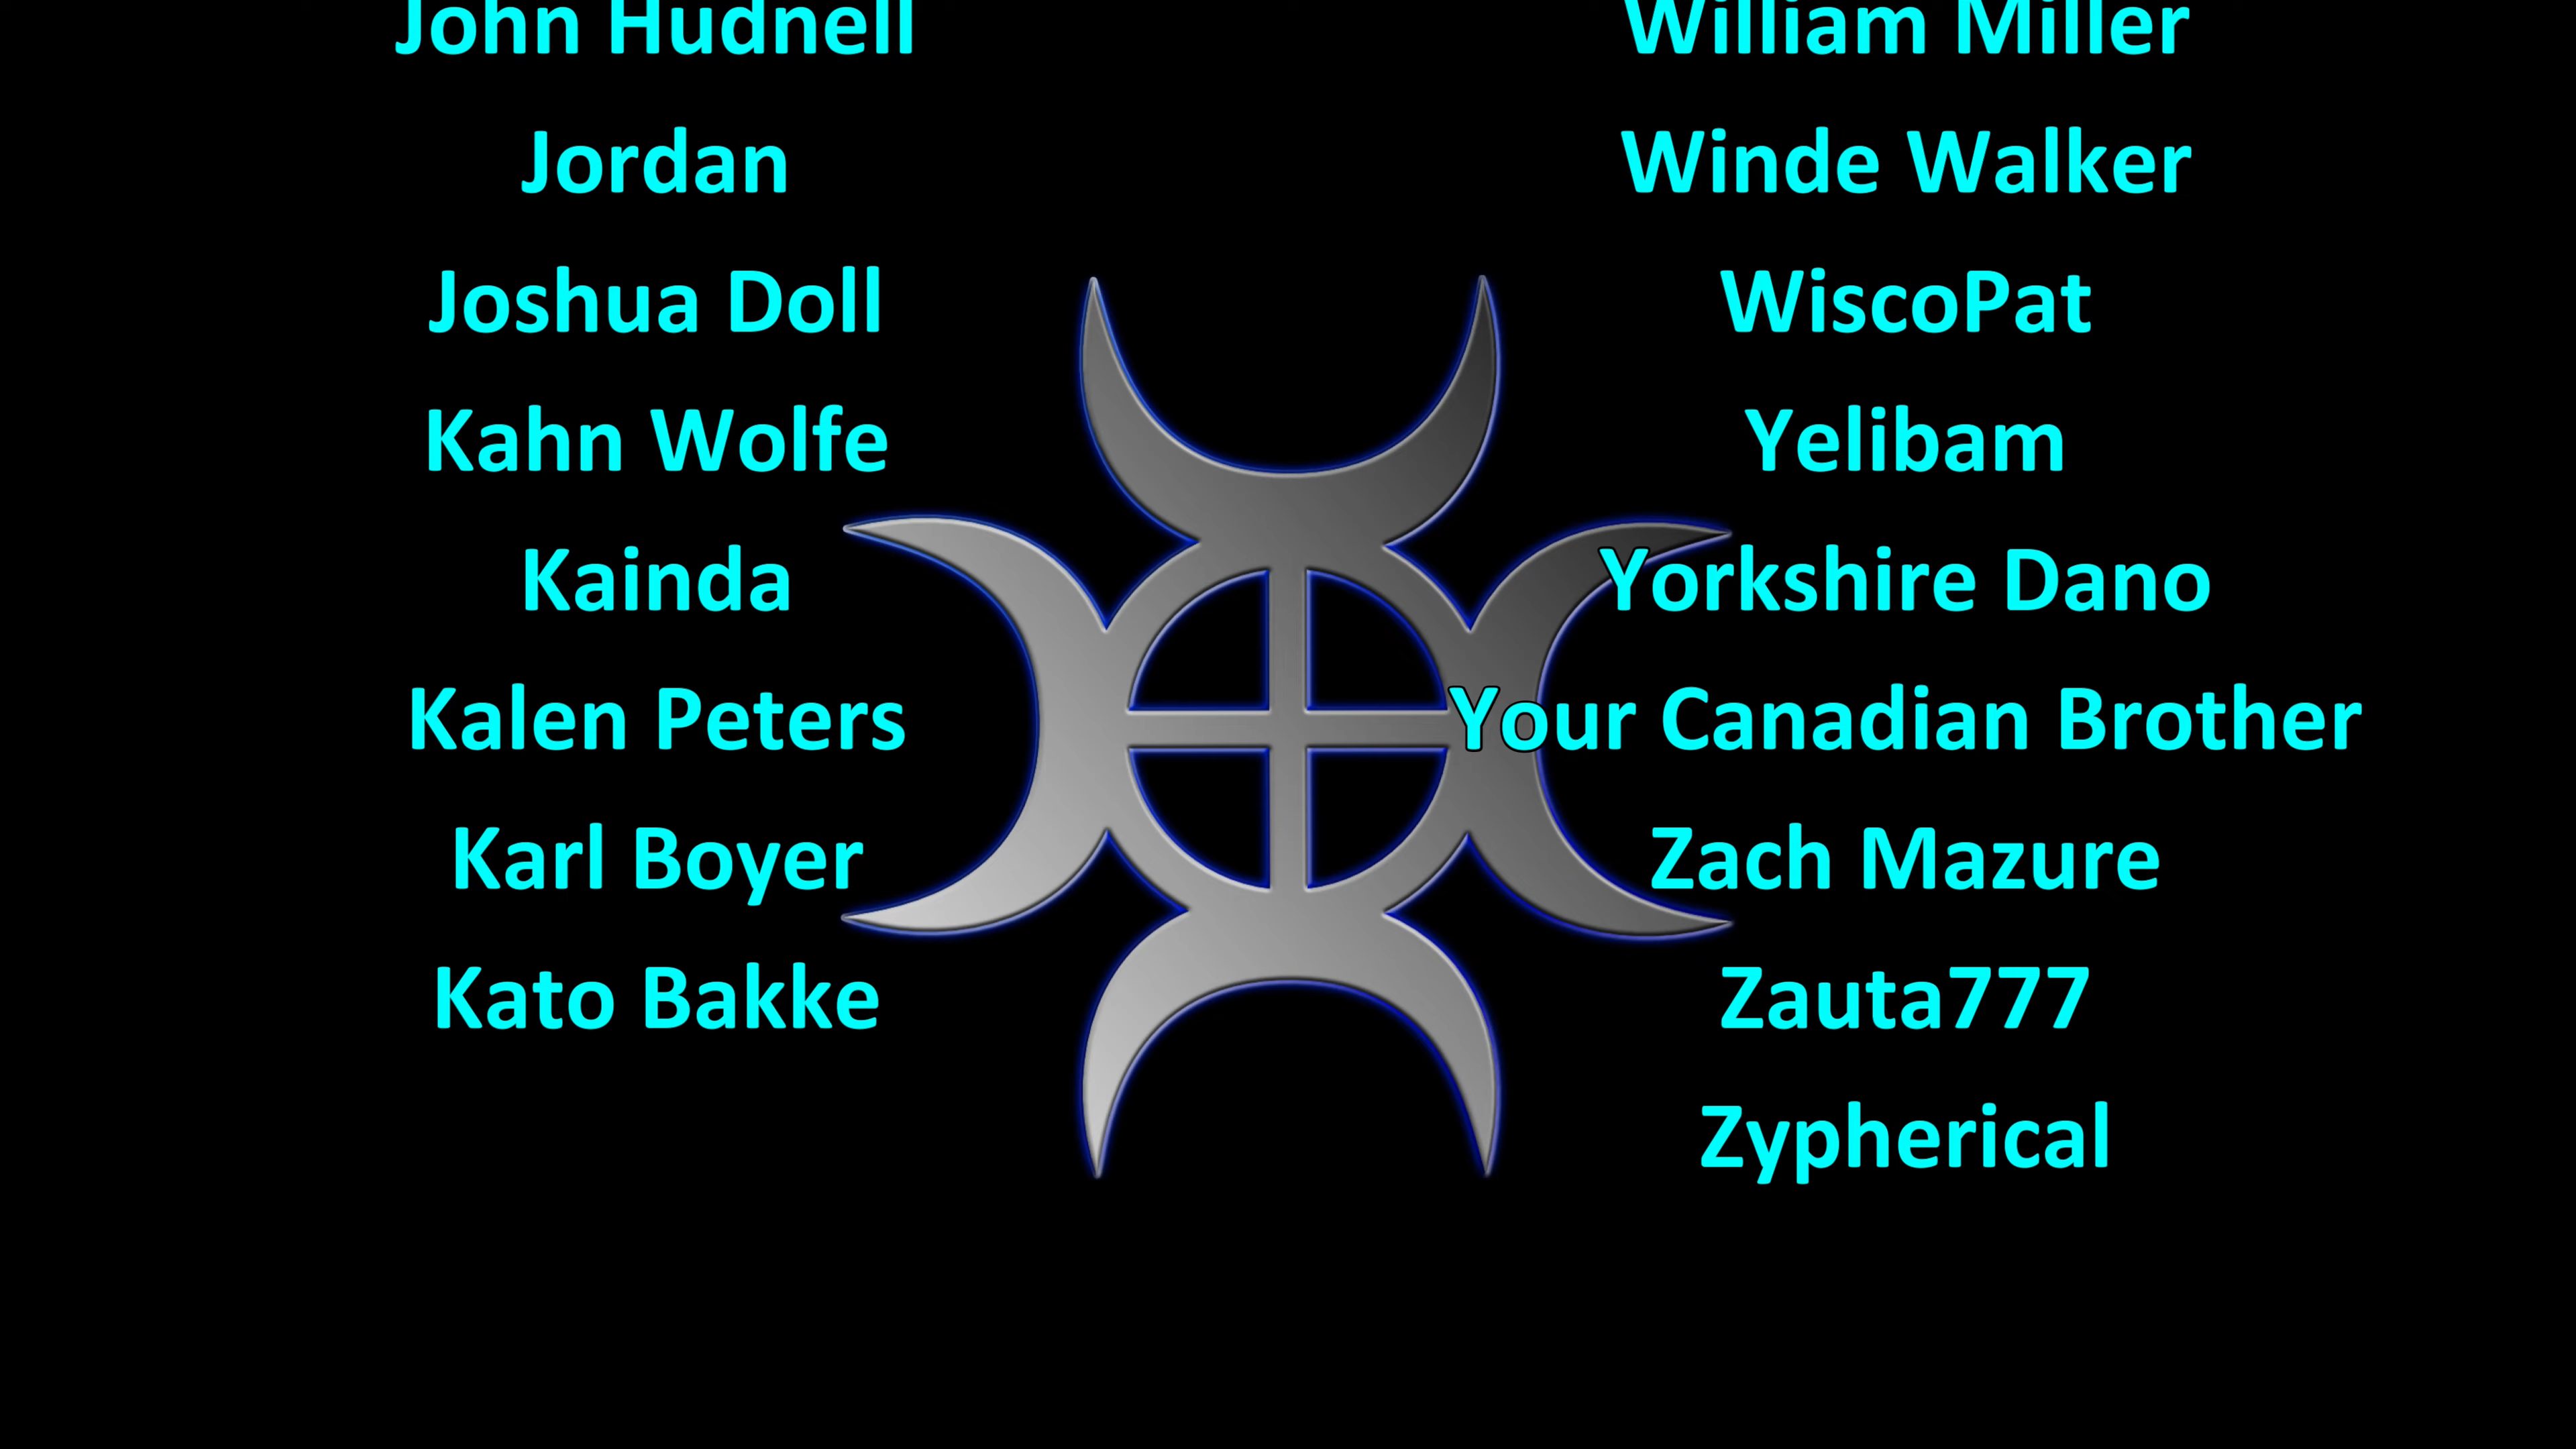 John Hudnell
Jordan
Joshua Doll
Kahn Wolfe
Kainda
Kalen Peters
Karl Boyer
Kato Bakke
William Miller
Winde Walker
WiscoPat
Yelibam
Yorkshire Dano
Your Canadian Brother
Zach Mazure
Zauta777
Zypherical